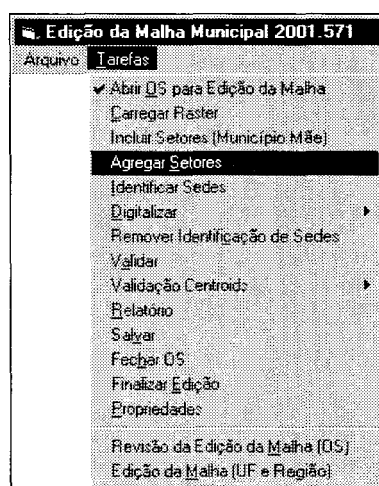 Edição da Malha Municipal 2001.571
Arquivo Tarefas
Abrir OS para Edição da Malha
Carregar Raster
Incluir Setores (Município Mãe)
Agregar Setores
Identificar Sedes
Digitalizar
Remover Identificação de Sedes
Validar
Validação Centroide
Relatório
Salvar
Fechar OS
Finalizar Edição
Propriedades
Revisão da Edição da Malha (OS)
Edição da Malha (UF e Região)